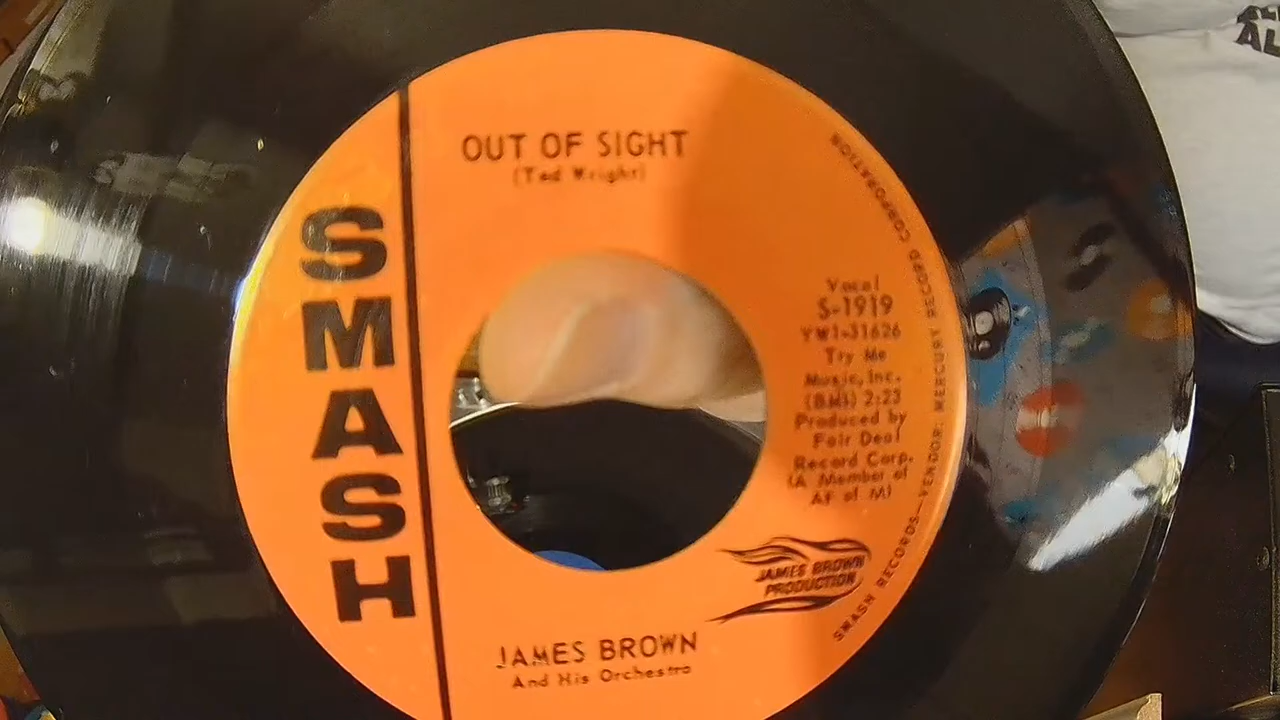 OUT OF SIGHT
(Ted Wright)
SMASH
Vocal
S-1919
YW1-31626
Try Me
Music, Inc.
(BMI) 2:23
Produced by
Fair Deal
Record Corp.
(A Member of
AF of M)
JAMES BROWN
PRODUCTION
JAMES BROWN
And His Orchestra
SMASH RECORDS—VENDOR: MERCURY RECORD CORPORATION